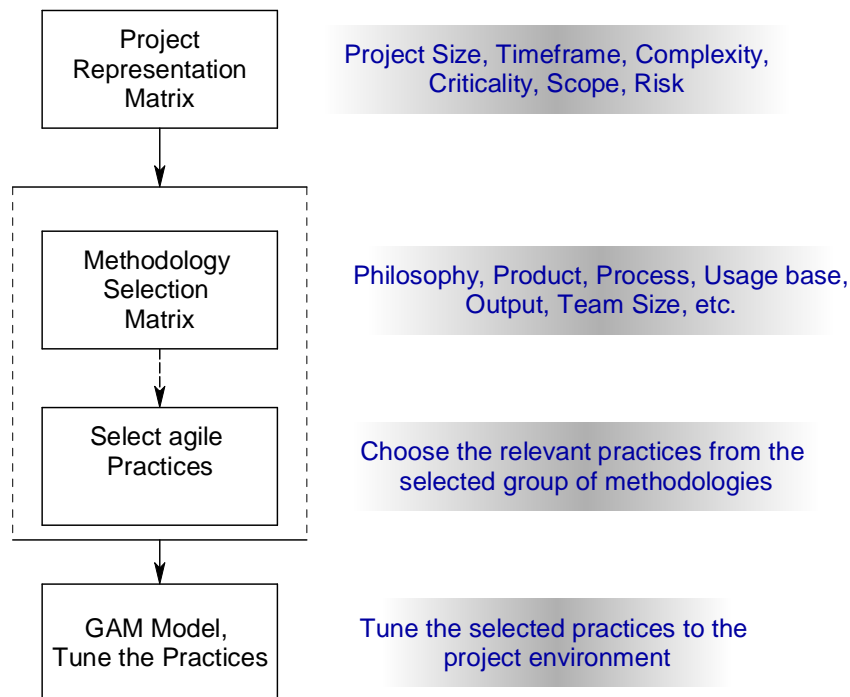 Project
Representation
Matrix
Project Size, Timeframe, Complexity,
Criticality, Scope, Risk
Methodology
Selection
Matrix
Philosophy, Product, Process, Usage base,
Output, Team Size, etc.
Select agile
Practices
Choose the relevant practices from the
selected group of methodologies
GAM Model,
Tune the Practices
Tune the selected practices to the
project environment